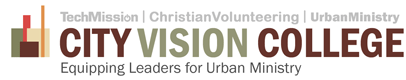 TechMission | ChristianVolunteering | UrbanMinistry
CITY VISION COLLEGE
Equipping Leaders for Urban Ministry